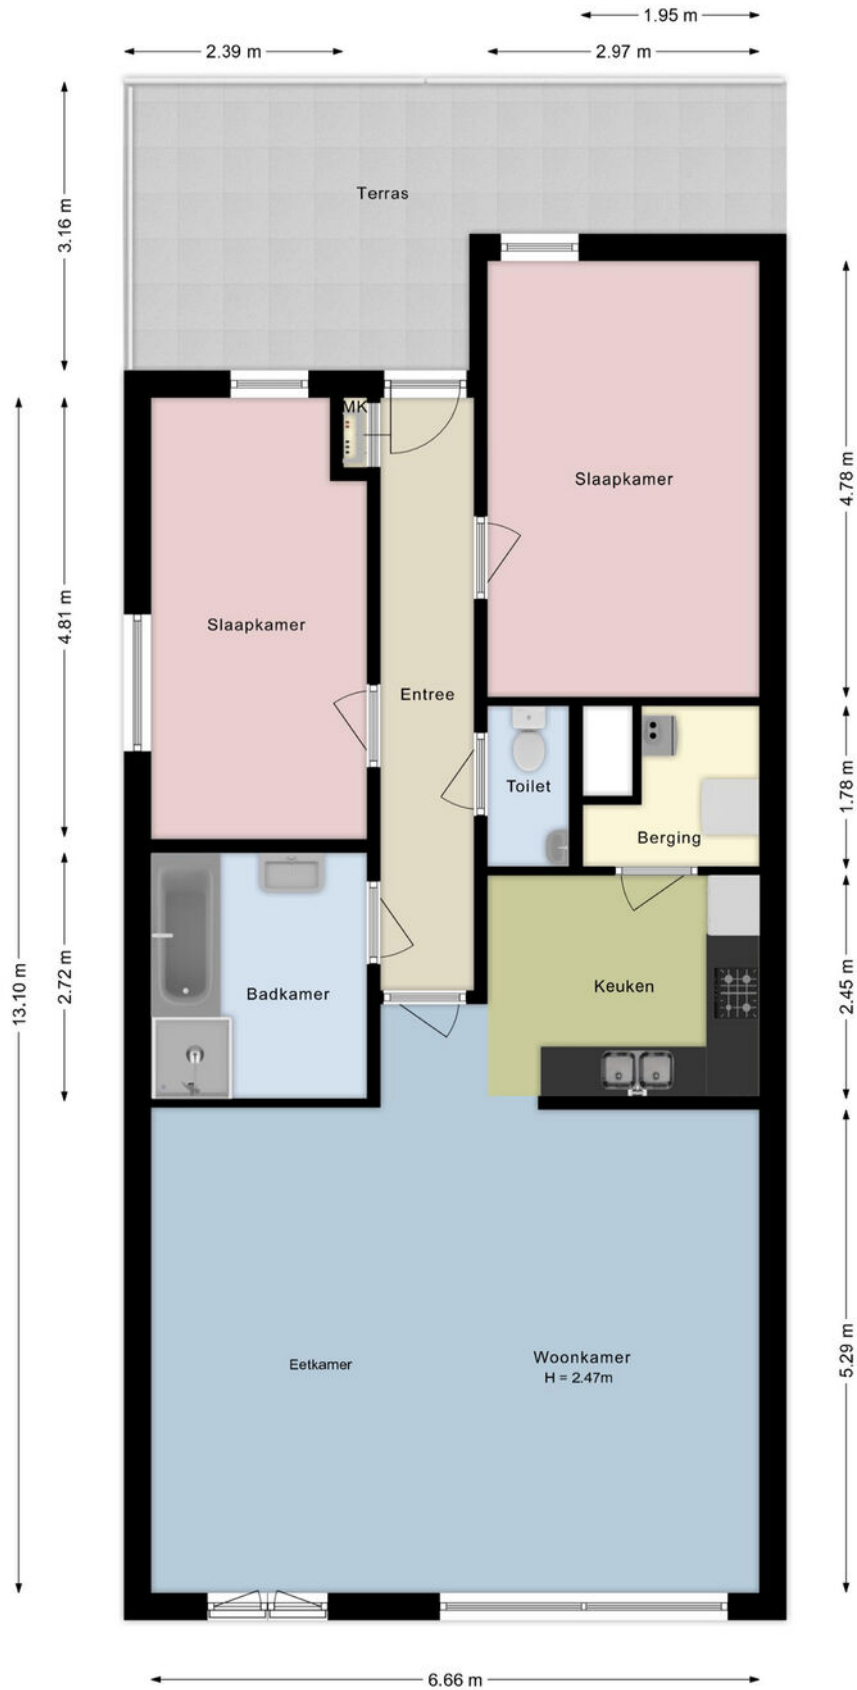 1.95 m
2.39 m
2.97 m
3.16 m
Terras
MK
4.78 m
Slaapkamer
4.81 m
Slaapkamer
Entree
Toilet
1.78 m
Berging
13.10 m
2.72 m
Badkamer
Keuken
2.45 m
Eetkamer
Woonkamer
H = 2.47m
5.29 m
6.66 m